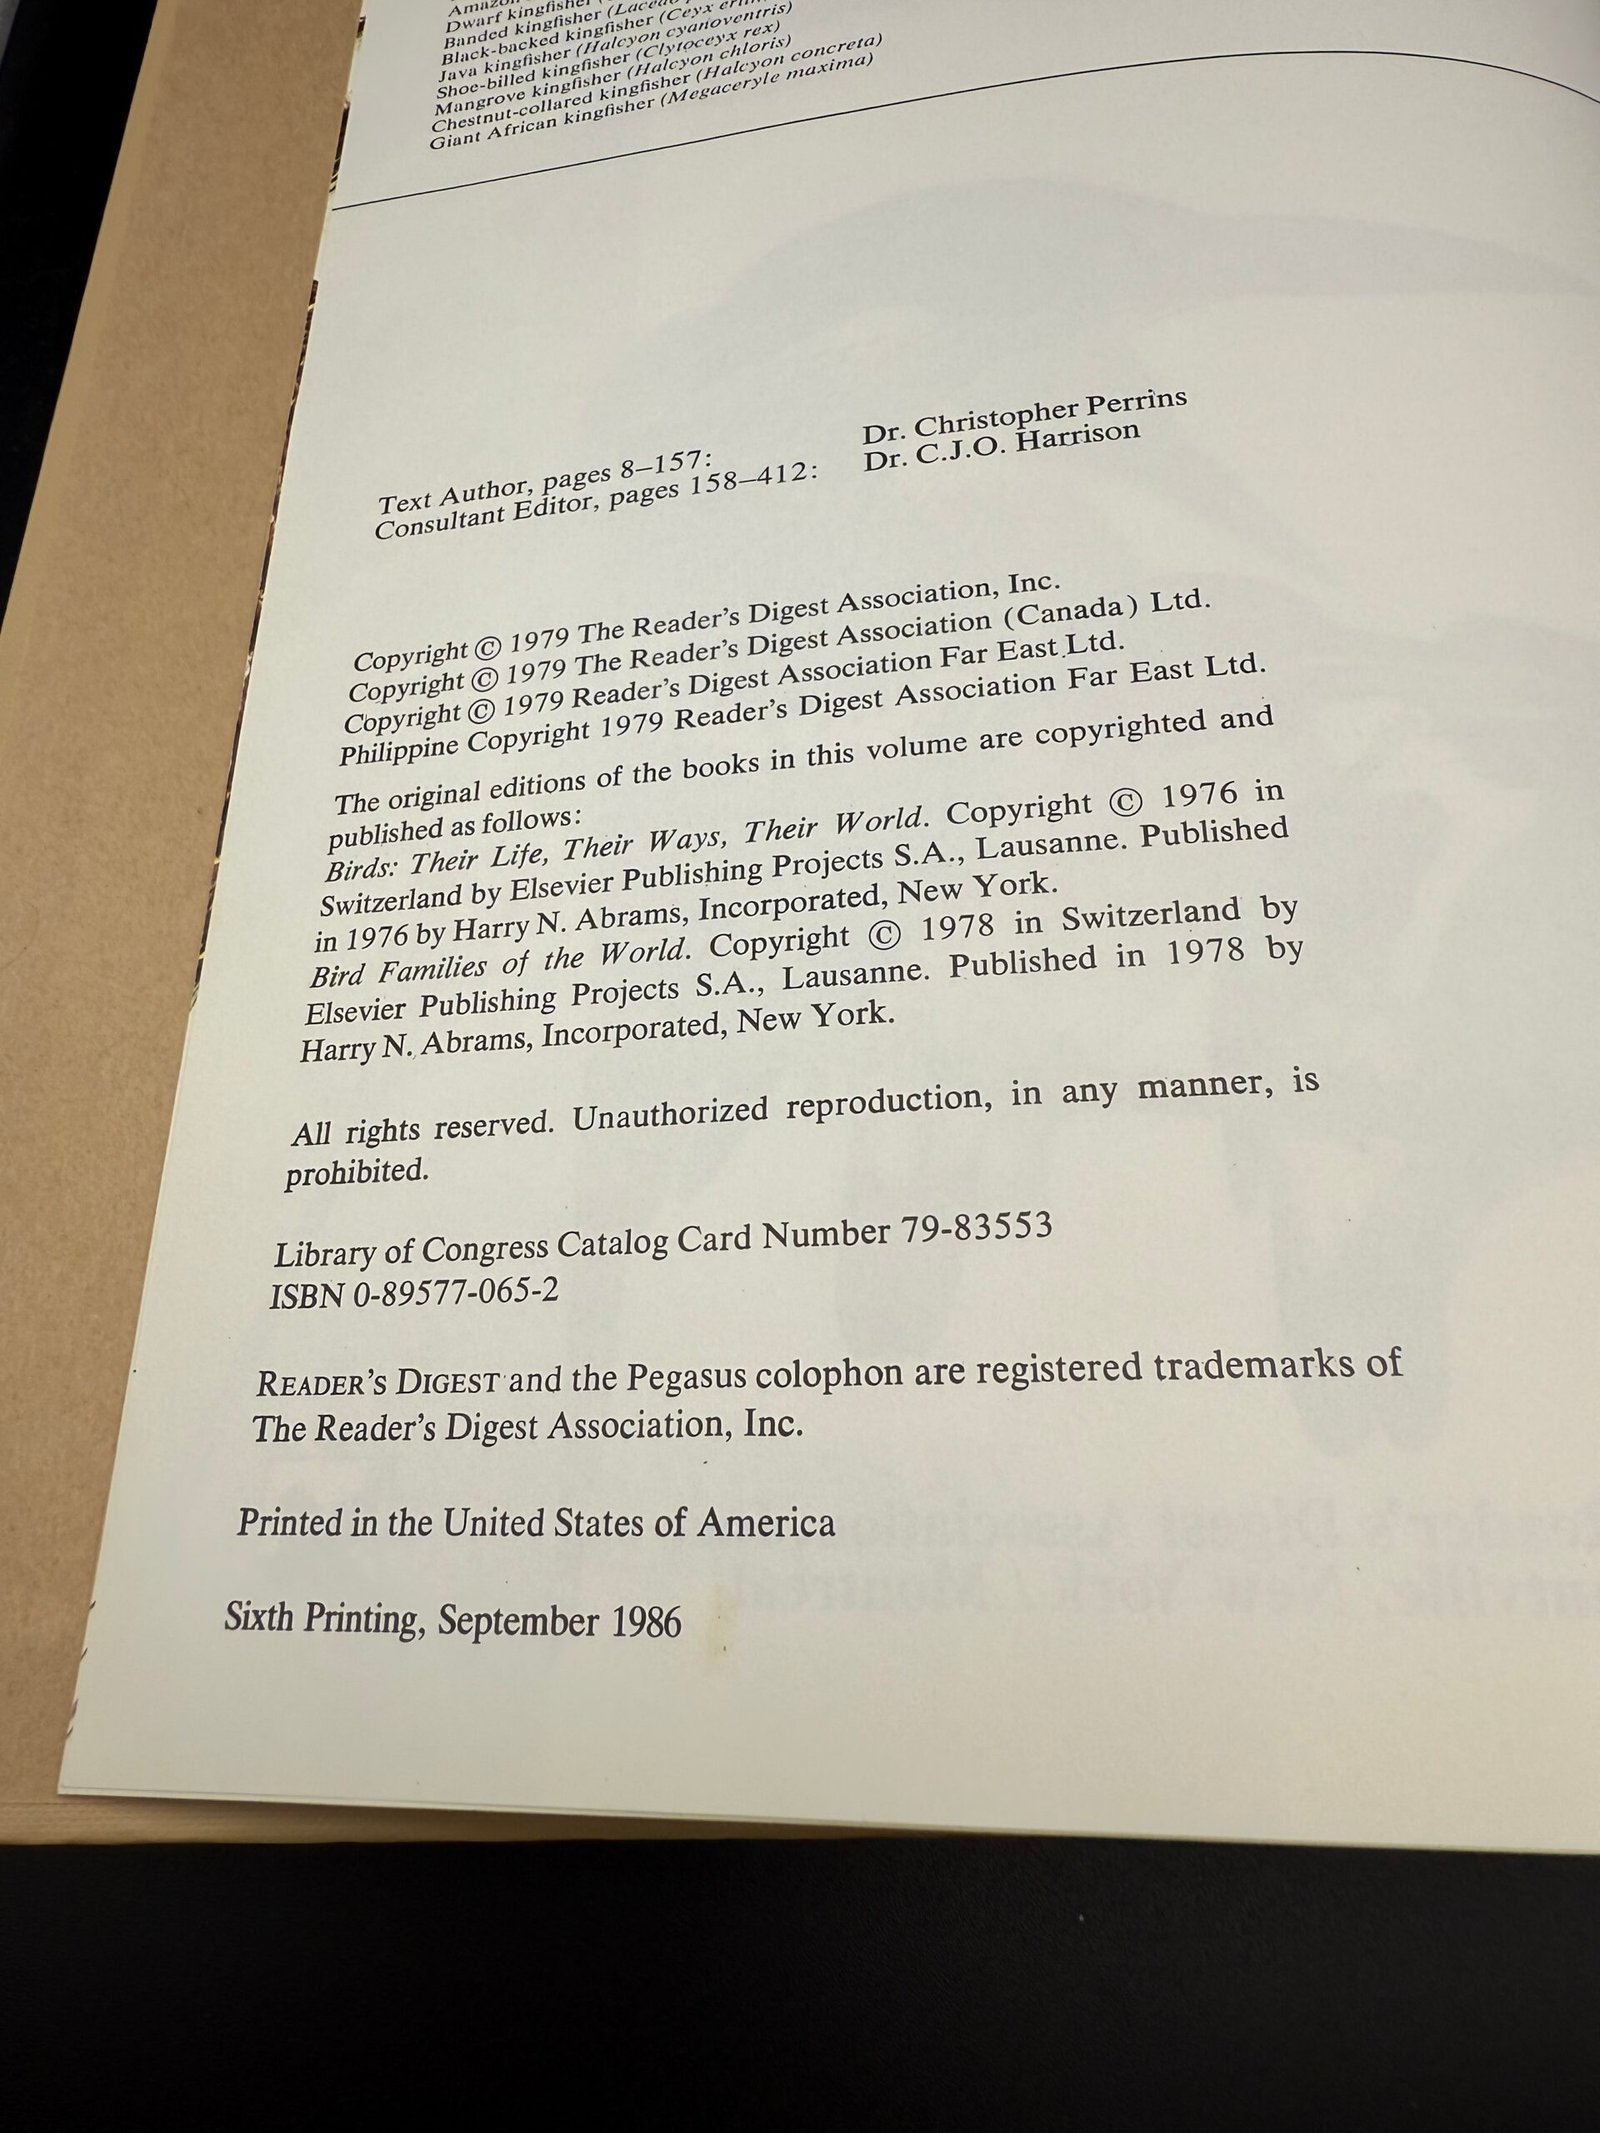 Dwarf kingfisher
Banded kingfisher
Black-backed kingfisher (Ceyx
Java kingfisher (Halcyon cyanoventris)
Shoe-billed kingfisher (Clytoceyx rex)
Mangrove kingfisher (Halcyon chloris)
Chestnut-collared kingfisher (Halcyon concreta)
Giant African kingfisher (Megaceryle maxima)
Text Author, pages 8–157: Dr. Christopher Perrins
Consultant Editor, pages 158–412: Dr. C.J.O. Harrison
Copyright © 1979 The Reader's Digest Association, Inc.
Copyright © 1979 The Reader's Digest Association (Canada) Ltd.
Copyright © 1979 Reader's Digest Association Far East Ltd.
Philippine Copyright 1979 Reader's Digest Association Far East Ltd.
The original editions of the books in this volume are copyrighted and
published as follows:
Birds: Their Life, Their Ways, Their World. Copyright © 1976 in
Switzerland by Elsevier Publishing Projects S.A., Lausanne. Published
in 1976 by Harry N. Abrams, Incorporated, New York.
Bird Families of the World. Copyright © 1978 in Switzerland by
Elsevier Publishing Projects S.A., Lausanne. Published in 1978 by
Harry N. Abrams, Incorporated, New York.
All rights reserved. Unauthorized reproduction, in any manner, is
prohibited.
Library of Congress Catalog Card Number 79-83553
ISBN 0-89577-065-2
READER'S DIGEST and the Pegasus colophon are registered trademarks of
The Reader's Digest Association, Inc.
Printed in the United States of America
Sixth Printing, September 1986